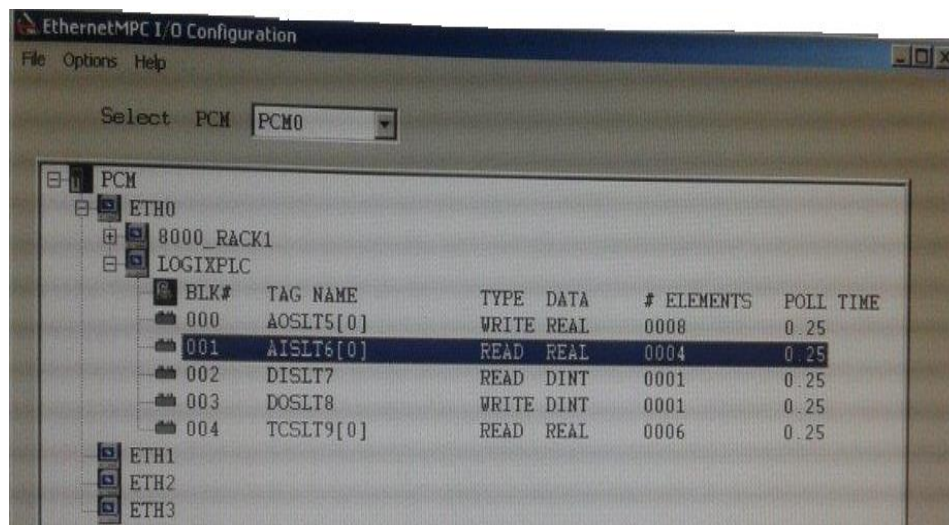 EthernetMPC I/O Configuration
File Options Help
Select PCM PCM0
PCM
ETH0
8000_RACK1
LOGIXPLC
BLK# TAG NAME TYPE DATA # ELEMENTS POLL TIME
000 AOSLT5[0] WRITE REAL 0008 0.25
001 AISLT6[0] READ REAL 0004 0.25
002 DISLT7 READ DINT 0001 0.25
003 DOSLT8 WRITE DINT 0001 0.25
004 TCSLT9[0] READ REAL 0006 0.25
ETH1
ETH2
ETH3